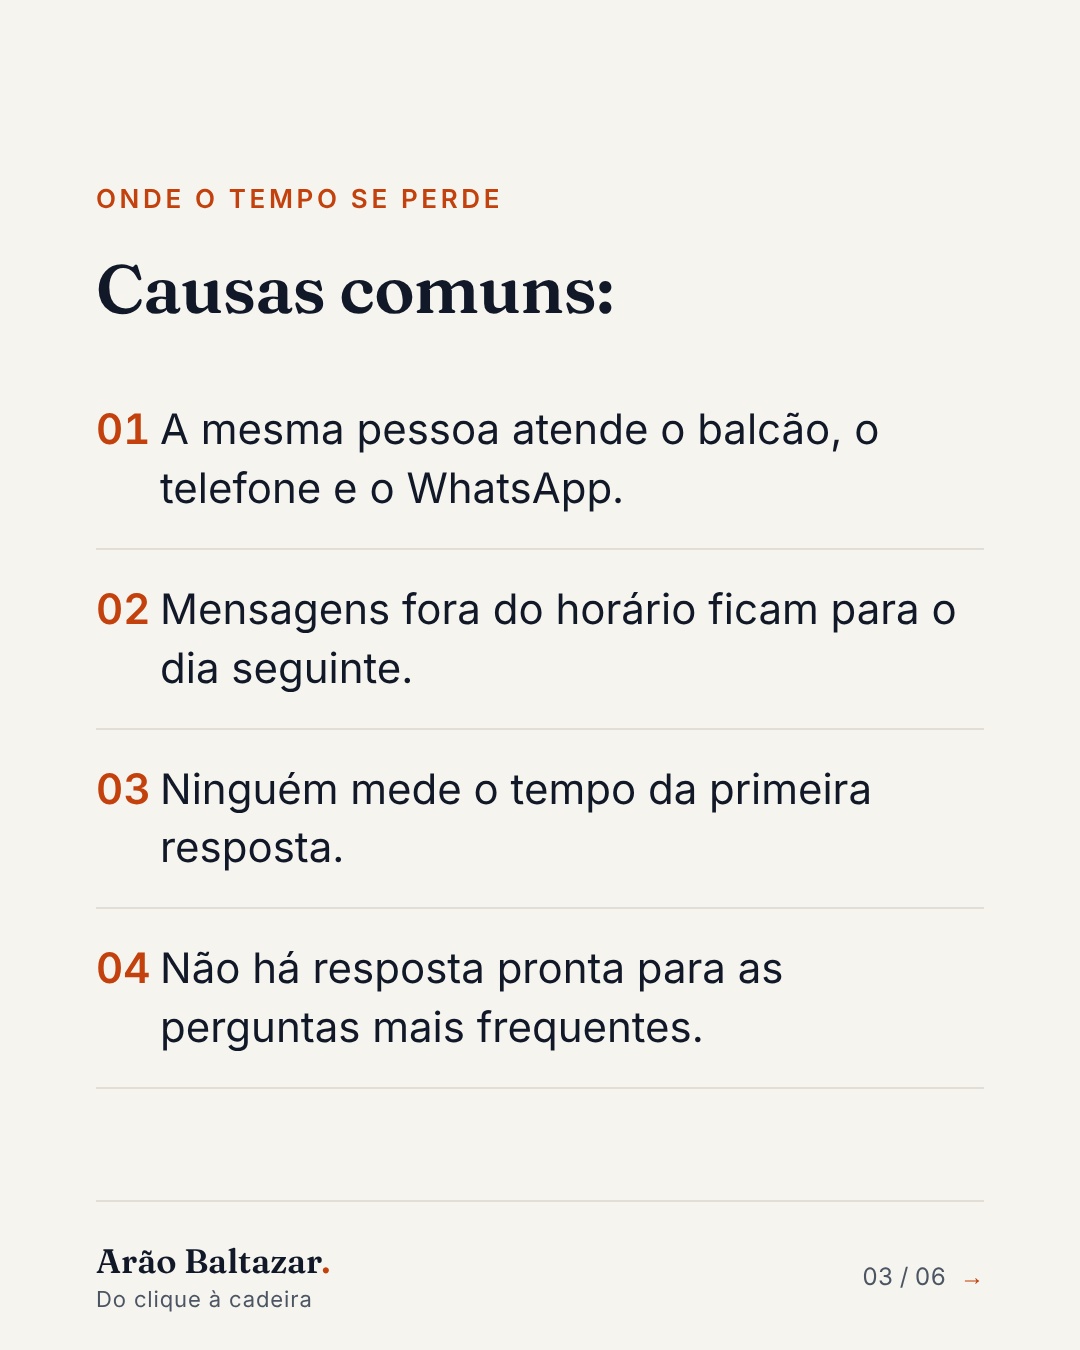 ONDE O TEMPO SE PERDE
Causas comuns:
01 A mesma pessoa atende o balcão, o
telefone e o WhatsApp.
02 Mensagens fora do horário ficam para o
dia seguinte.
03 Ninguém mede o tempo da primeira
resposta.
04 Não há resposta pronta para as
perguntas mais frequentes.
Arão Baltazar.
Do clique à cadeira
03 / 06 →